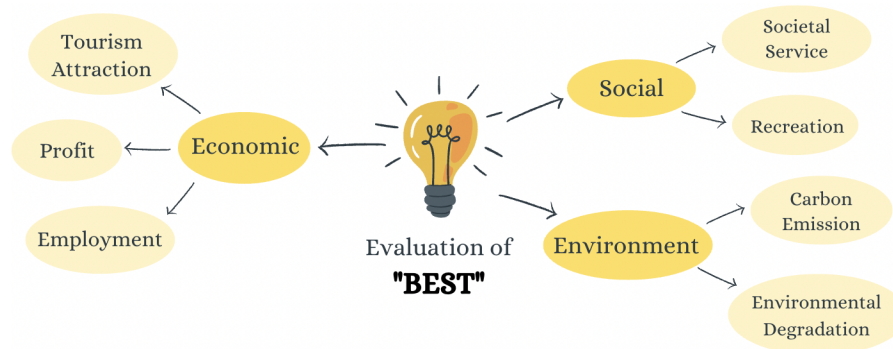 Tourism
Attraction
Profit
Employment
Economic
Evaluation of
"BEST"
Social
Societal
Service
Recreation
Environment
Carbon
Emission
Environmental
Degradation